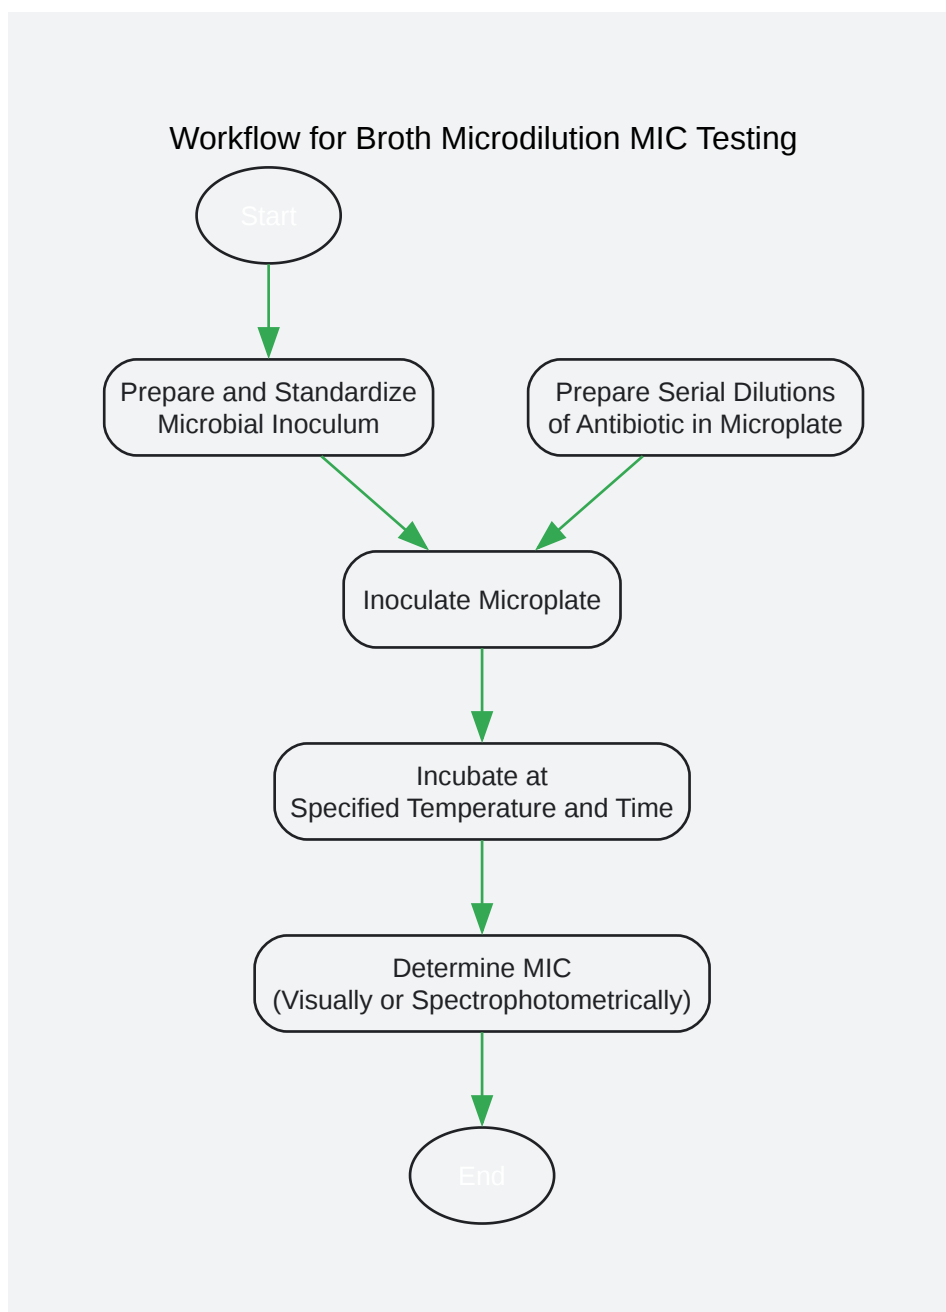 Workflow for Broth Microdilution MIC Testing
Start
Prepare and Standardize
Microbial Inoculum
Prepare Serial Dilutions
of Antibiotic in Microplate
Inoculate Microplate
Incubate at
Specified Temperature and Time
Determine MIC
(Visually or Spectrophotometrically)
End